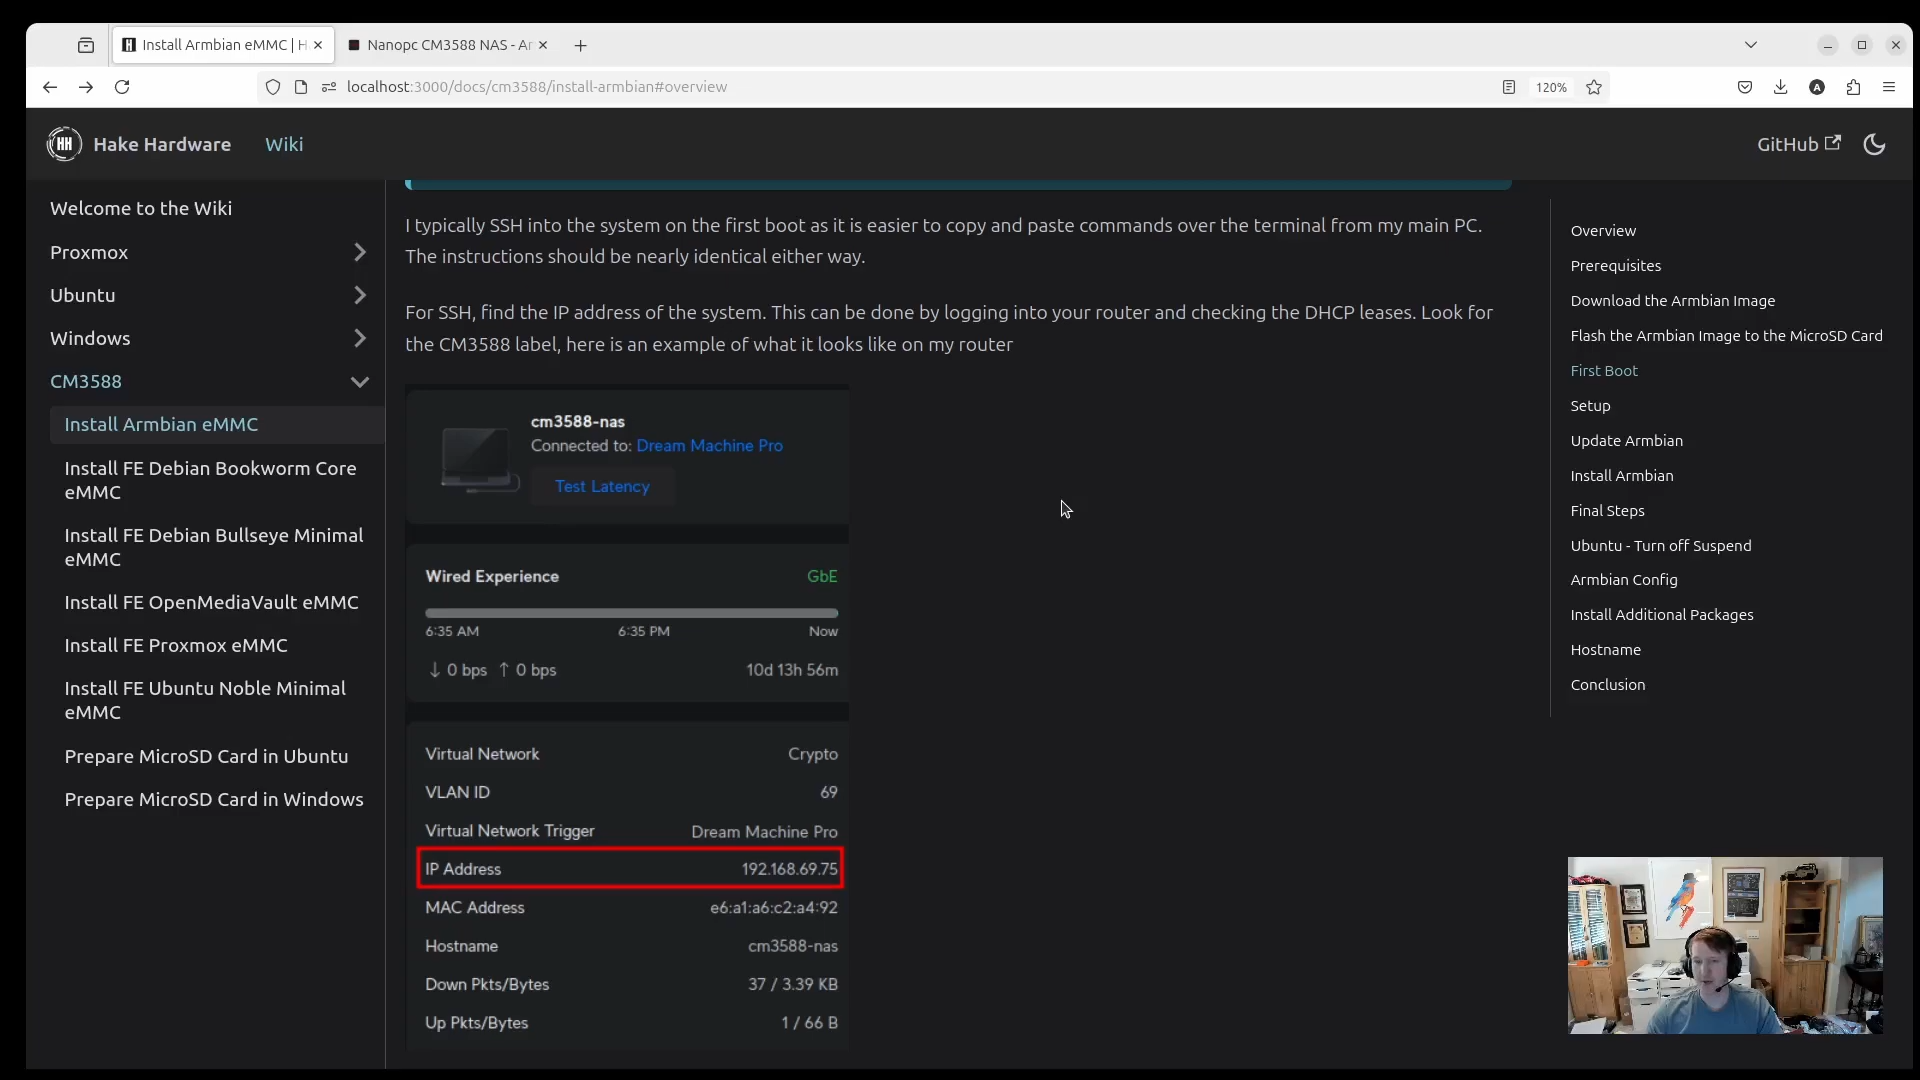 Install Armbian eMMC | H
Nanopc CM3588 NAS - Ar
localhost:3000/docs/cm3588/install-armbian#overview
120%
A
HH
Hake Hardware
Wiki
GitHub
Welcome to the Wiki
Proxmox
Ubuntu
Windows
CM3588
Install Armbian eMMC
Install FE Debian Bookworm Core
eMMC
Install FE Debian Bullseye Minimal
eMMC
Install FE OpenMediaVault eMMC
Install FE Proxmox eMMC
Install FE Ubuntu Noble Minimal
eMMC
Prepare MicroSD Card in Ubuntu
Prepare MicroSD Card in Windows
I typically SSH into the system on the first boot as it is easier to copy and paste commands over the terminal from my main PC.
The instructions should be nearly identical either way.
For SSH, find the IP address of the system. This can be done by logging into your router and checking the DHCP leases. Look for
the CM3588 label, here is an example of what it looks like on my router
cm3588-nas
Connected to: Dream Machine Pro
Test Latency
Wired Experience GbE
6:35 AM 6:35 PM Now
↓ 0 bps ↑ 0 bps 10d 13h 56m
Virtual Network Crypto
VLAN ID 69
Virtual Network Trigger Dream Machine Pro
IP Address 192.168.69.75
MAC Address e6:a1:a6:c2:a4:92
Hostname cm3588-nas
Down Pkts/Bytes 37 / 3.39 KB
Up Pkts/Bytes 1 / 66 B
Overview
Prerequisites
Download the Armbian Image
Flash the Armbian Image to the MicroSD Card
First Boot
Setup
Update Armbian
Install Armbian
Final Steps
Ubuntu - Turn off Suspend
Armbian Config
Install Additional Packages
Hostname
Conclusion